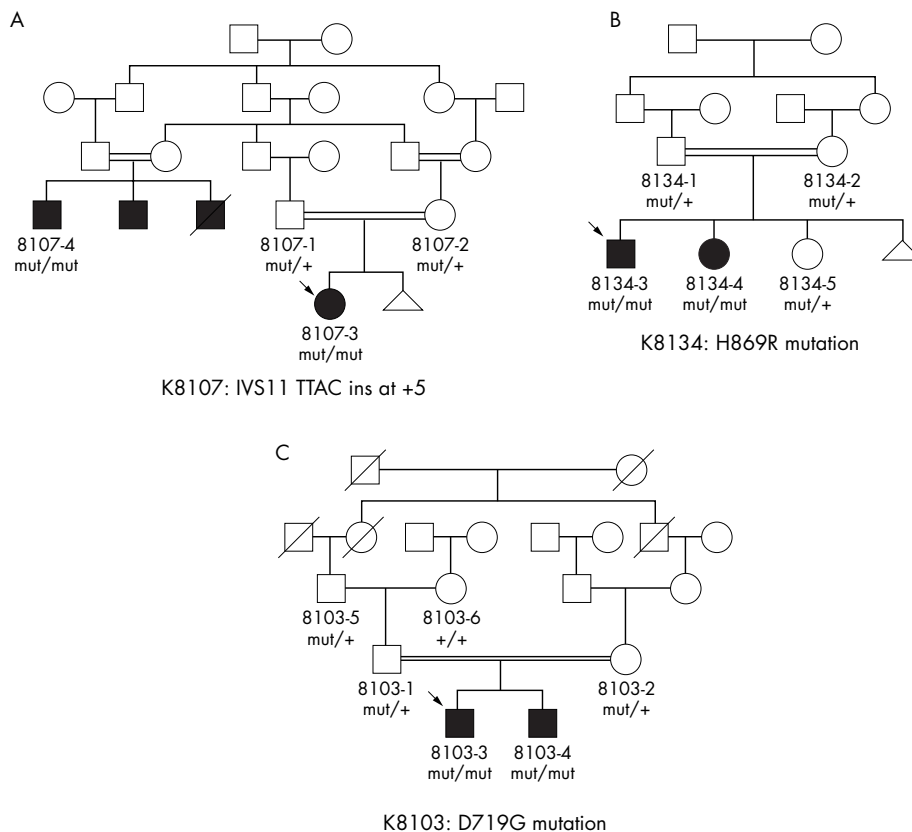 A
B
8107-4
mut/mut
8107-1
mut/+
8107-2
mut/+
8107-3
mut/mut
K8107: IVS11 TTAC ins at +5
8134-1
mut/+
8134-2
mut/+
8134-3
mut/mut
8134-4
mut/mut
8134-5
mut/+
K8134: H869R mutation
C
8103-5
mut/+
8103-6
+/+
8103-1
mut/+
8103-2
mut/+
8103-3
mut/mut
8103-4
mut/mut
K8103: D719G mutation